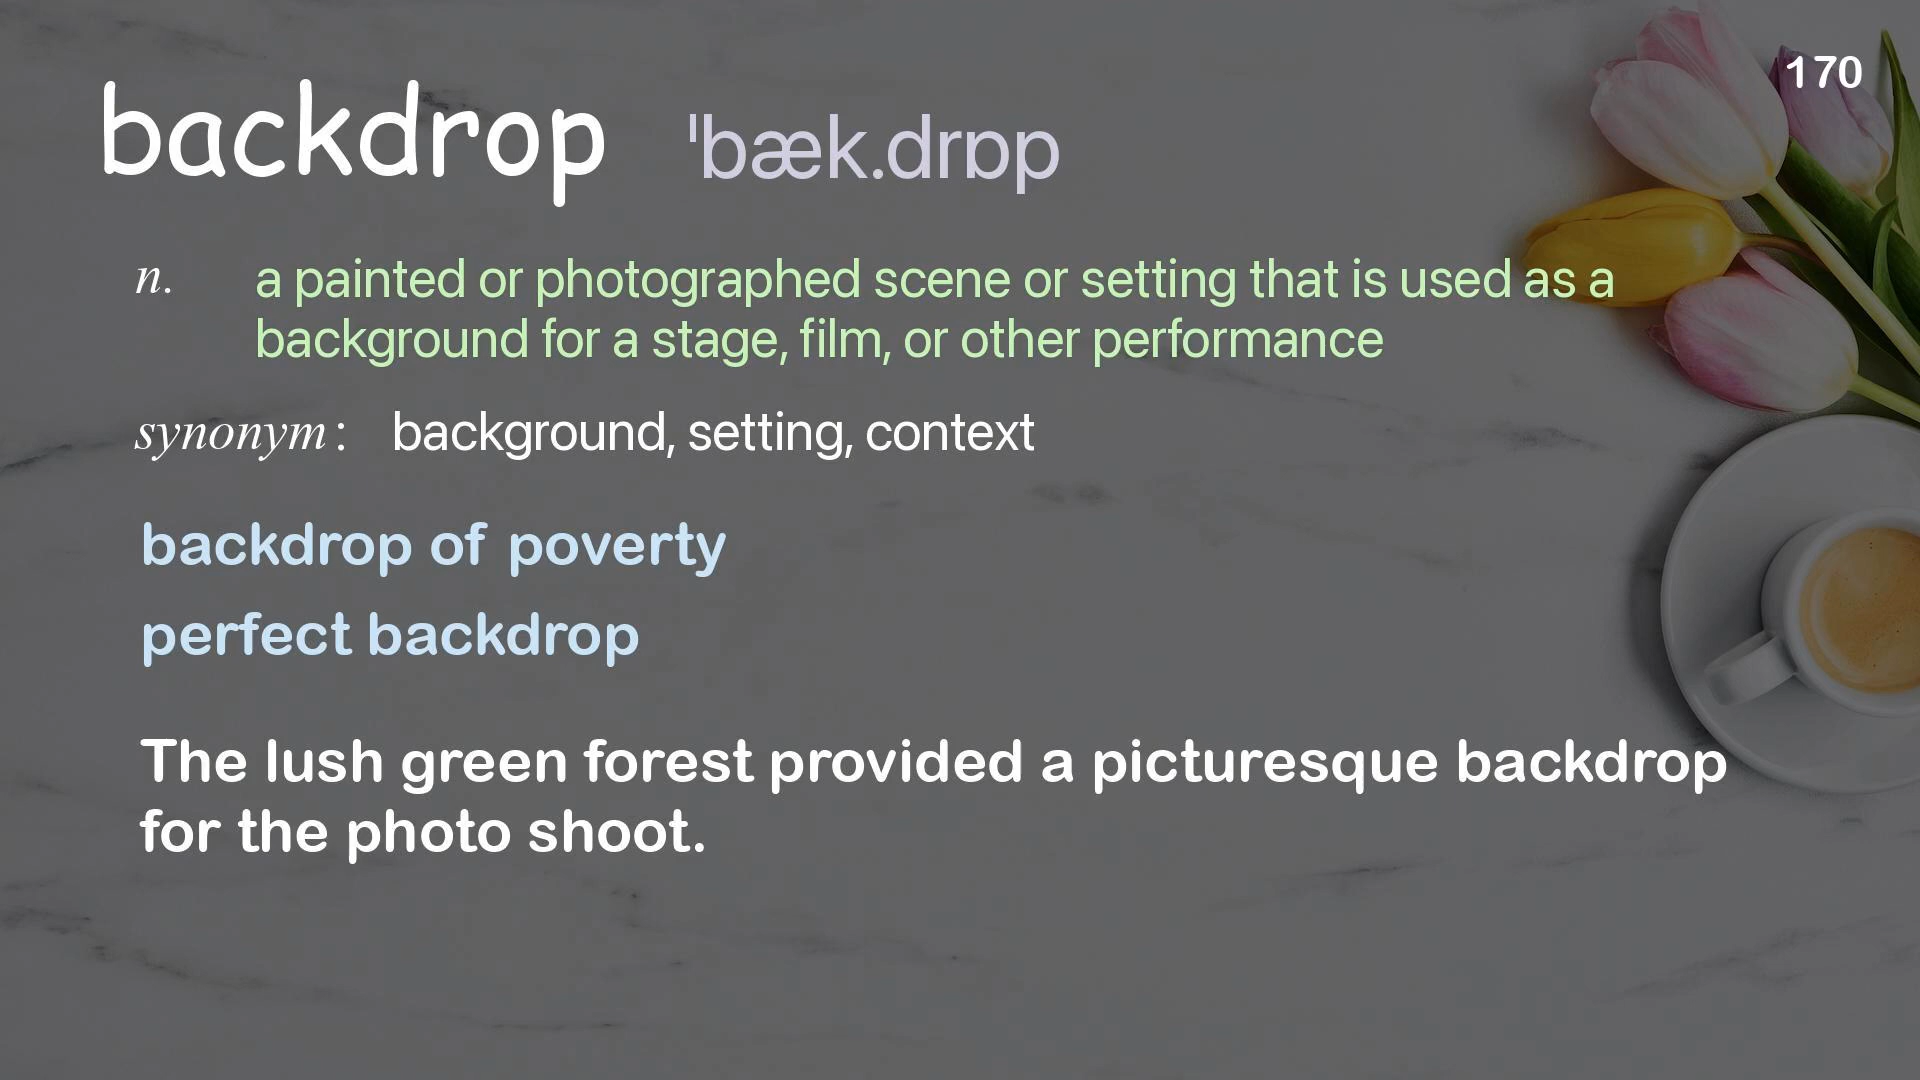 170
backdrop ˈbæk.drɒp
n. a painted or photographed scene or setting that is used as a
background for a stage, film, or other performance
synonym: background, setting, context
backdrop of poverty
perfect backdrop
The lush green forest provided a picturesque backdrop
for the photo shoot.